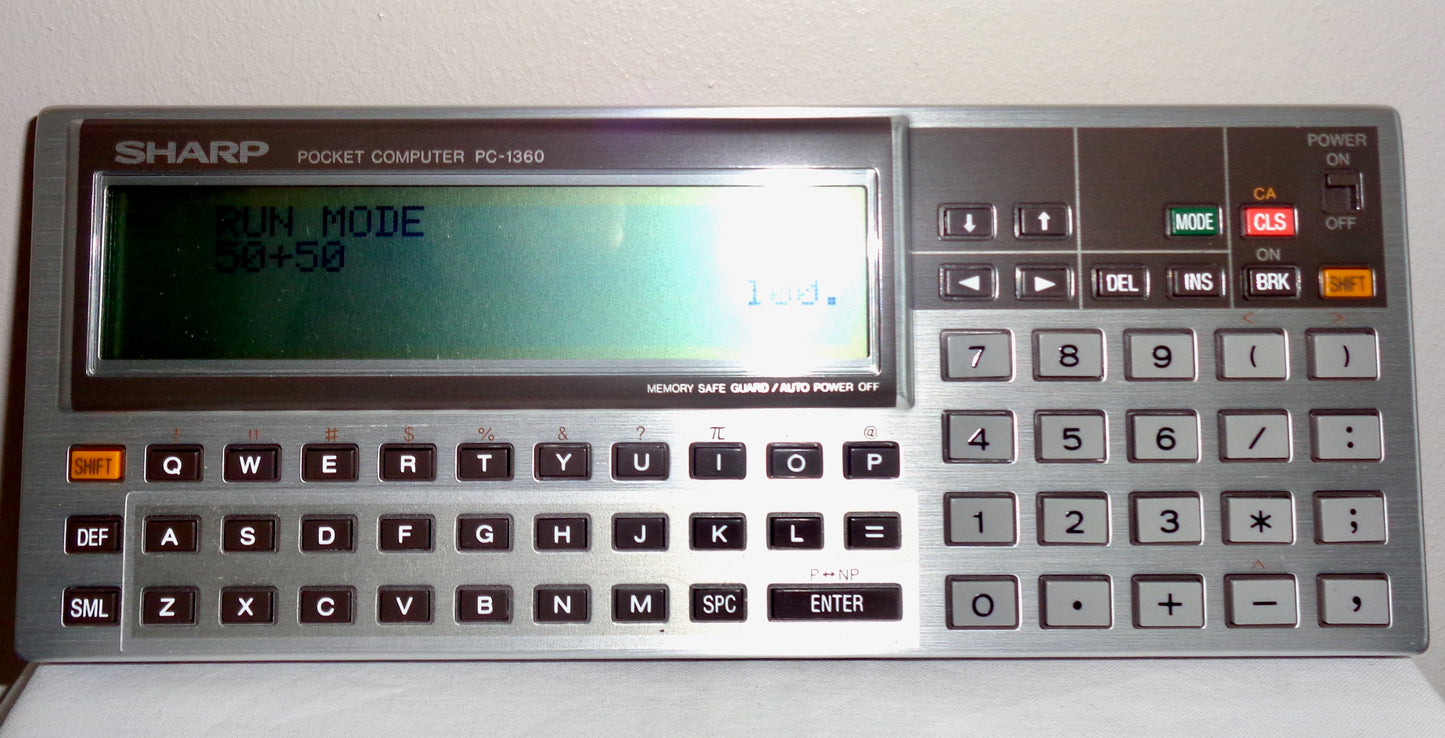 SHARP POCKET COMPUTER PC-1360
RUN MODE
50+50
100.
MEMORY SAFE GUARD / AUTO POWER OFF
POWER
ON
OFF
CA
↓ ↑ MODE CLS
ON
◀ ▶ DEL INS BRK SHIFT
< >
7 8 9 ( )
4 5 6 / :
1 2 3 * ;
^
0 . + - ,
! " # $ % & ? π @
SHIFT Q W E R T Y U I O P
DEF A S D F G H J K L =
P↔NP
SML Z X C V B N M SPC ENTER